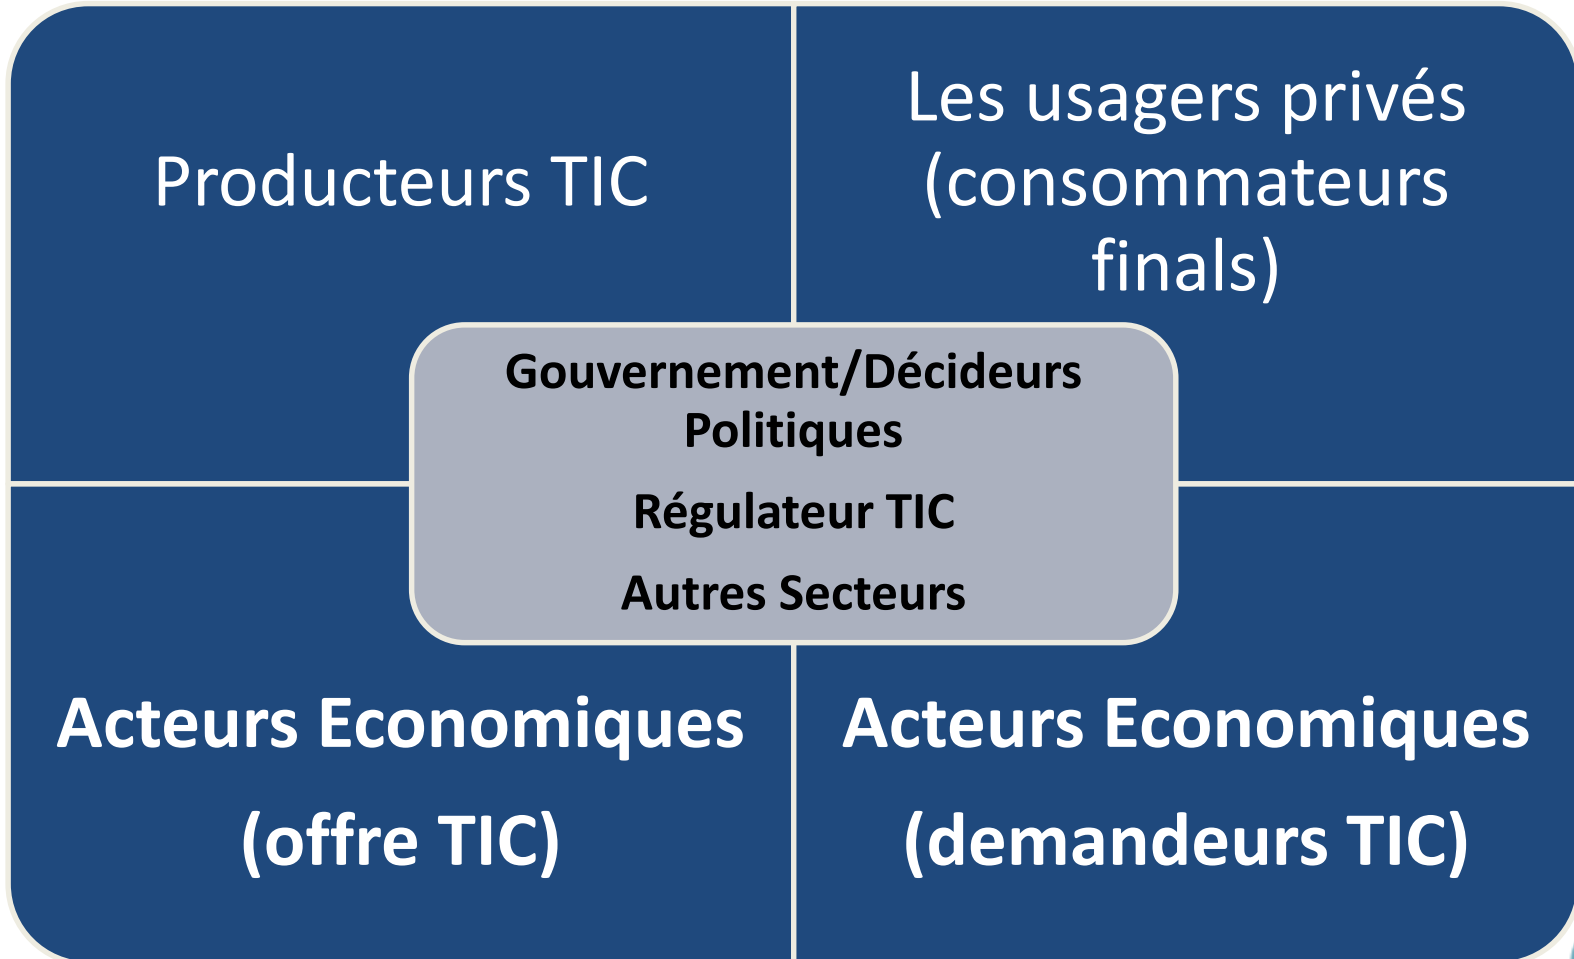 Producteurs TIC
Les usagers privés
(consommateurs
finals)
Gouvernement/Décideurs
Politiques
Régulateur TIC
Autres Secteurs
Acteurs Economiques
(offre TIC)
Acteurs Economiques
(demandeurs TIC)